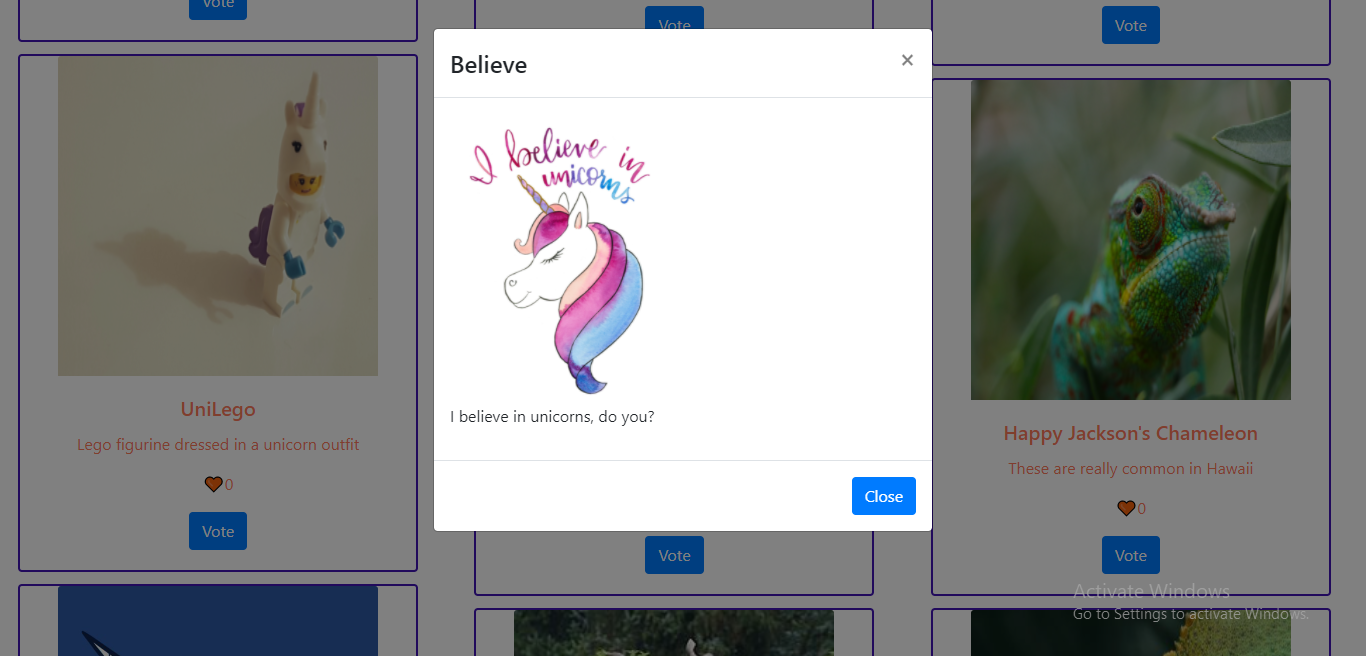 Vote
Vote
Vote
Believe
×
I believe in
unicorns
I believe in unicorns, do you?
Close
UniLego
Lego figurine dressed in a unicorn outfit
0
Vote
Vote
Happy Jackson's Chameleon
These are really common in Hawaii
0
Vote
Activate Windows
Go to Settings to activate Windows.